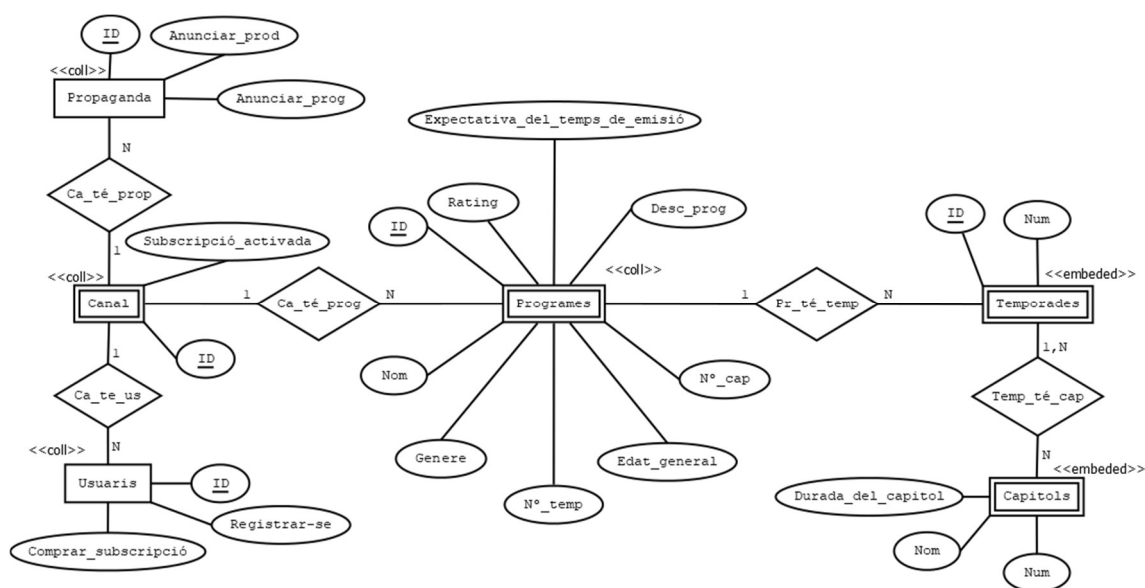 ID
Anunciar_prod
<<coll>>
Propaganda
Anunciar_prog
Expectativa_del_temps_de_emisió
N
Ca_té_prop
Rating
ID
Desc_prog
ID
Num
1
Subscripció_activada
<<coll>>
<<coll>>
<<embeded>>
Canal
1
Ca_té_prog
N
Programes
1
Pr_té_temp
N
Temporades
1
ID
1,N
Ca_te_us
Nom
Nº_cap
Temp_té_cap
<<coll>>
N
Genere
Edat_general
N
<<embeded>>
Usuaris
ID
Nº_temp
Durada_del_capitol
Capitols
Registrar-se
Comprar_subscripció
Nom
Num